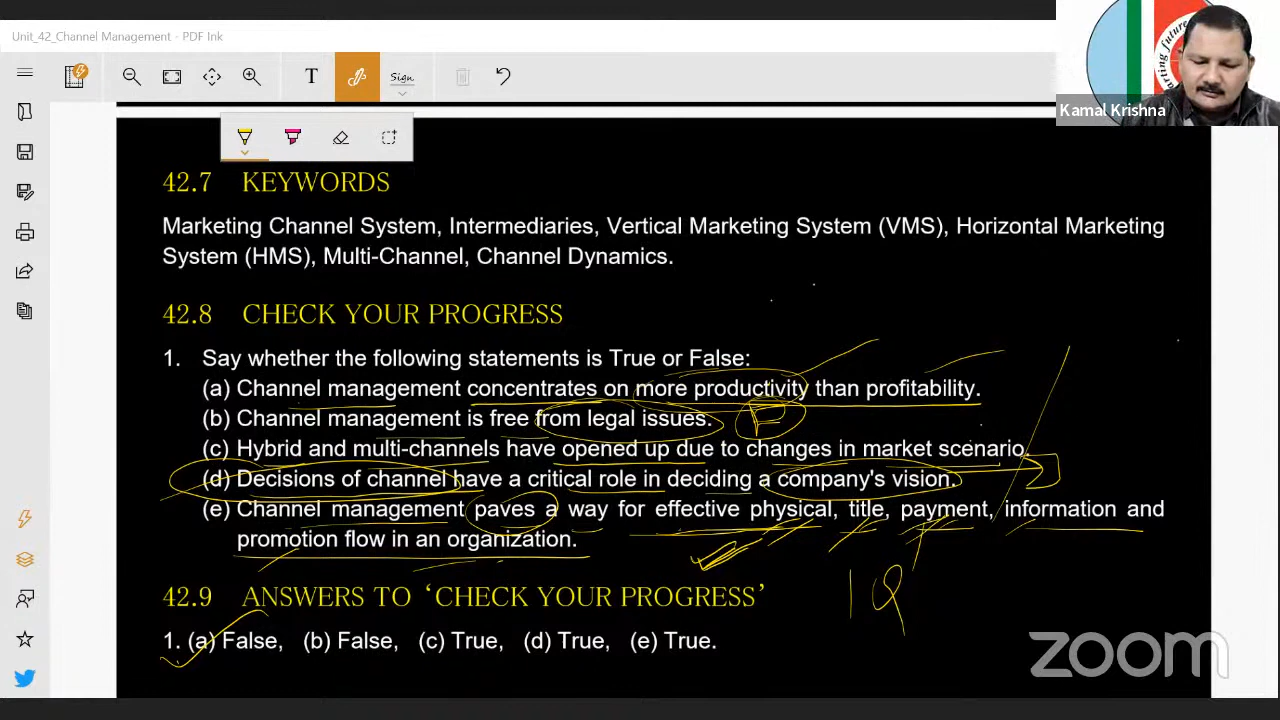 Unit_42_Channel Management - PDF Ink
T
Sign
Kamal Krishna
42.7 KEYWORDS
Marketing Channel System, Intermediaries, Vertical Marketing System (VMS), Horizontal Marketing
System (HMS), Multi-Channel, Channel Dynamics.
42.8 CHECK YOUR PROGRESS
1. Say whether the following statements is True or False:
(a) Channel management concentrates on more productivity than profitability.
(b) Channel management is free from legal issues. F
(c) Hybrid and multi-channels have opened up due to changes in market scenario.
(d) Decisions of channel have a critical role in deciding a company's vision.
(e) Channel management paves a way for effective physical, title, payment, information and
promotion flow in an organization.
42.9 ANSWERS TO ‘CHECK YOUR PROGRESS’
1. (a) False, (b) False, (c) True, (d) True, (e) True.
zoom